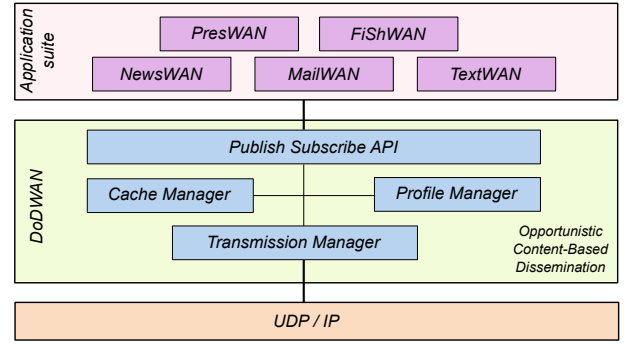 Application
suite
PresWAN
FiShWAN
NewsWAN
MailWAN
TextWAN
DoDWAN
Publish Subscribe API
Cache Manager
Profile Manager
Transmission Manager
Opportunistic
Content-Based
Dissemination
UDP / IP